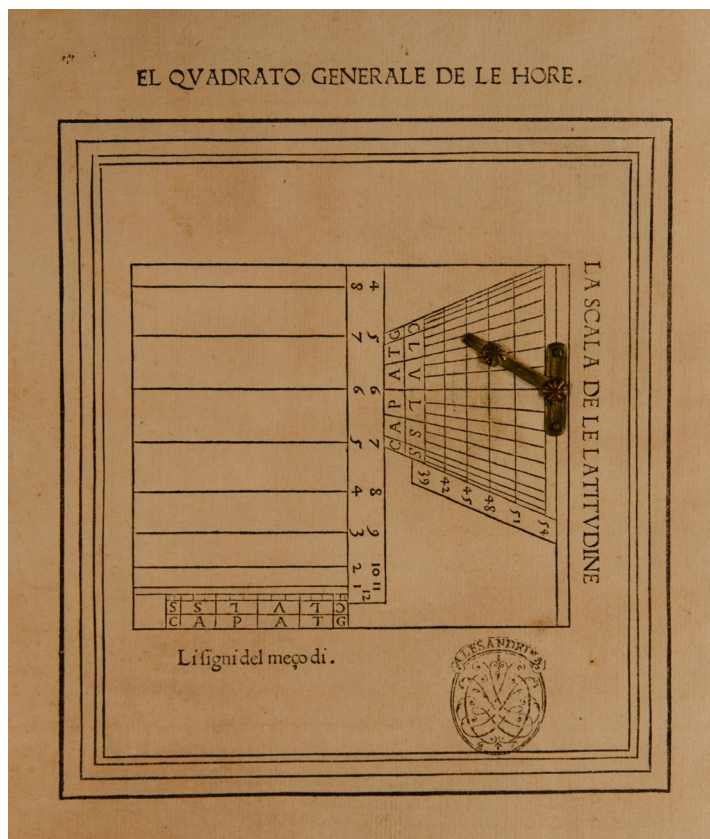 EL QVADRATO GENERALE DE LE HORE.
LA SCALA DE LE LATITVDINE
8 4
7 5
6 6
5 7
4 8
3 9
2 10
1 11
12
C A P A T G
S S L V L C
39 42 45 48 51 54
S S L V L C
C A P A T G
Li ſigni del meço di.